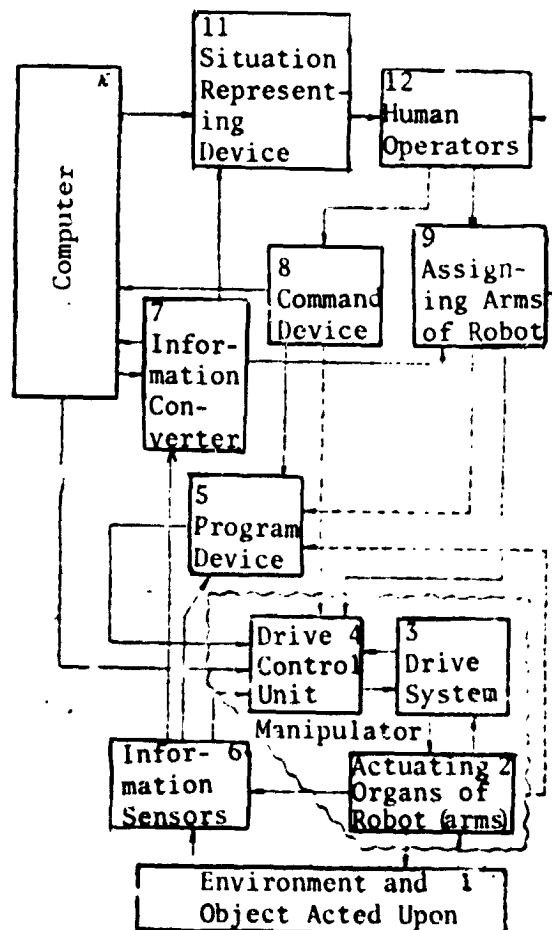 11
Situation
Represent-
ing
Device
12
Human
Operators
Computer
9
Assign-
ing Arms
of Robot
8
Command
Device
7
Infor-
mation
Con-
verter
5
Program
Device
Drive 4
Control
Unit
3
Drive
System
Manipulator
Infor- 6
mation
Sensors
Actuating 2
Organs of
Robot (arms)
Environment and 1
Object Acted Upon